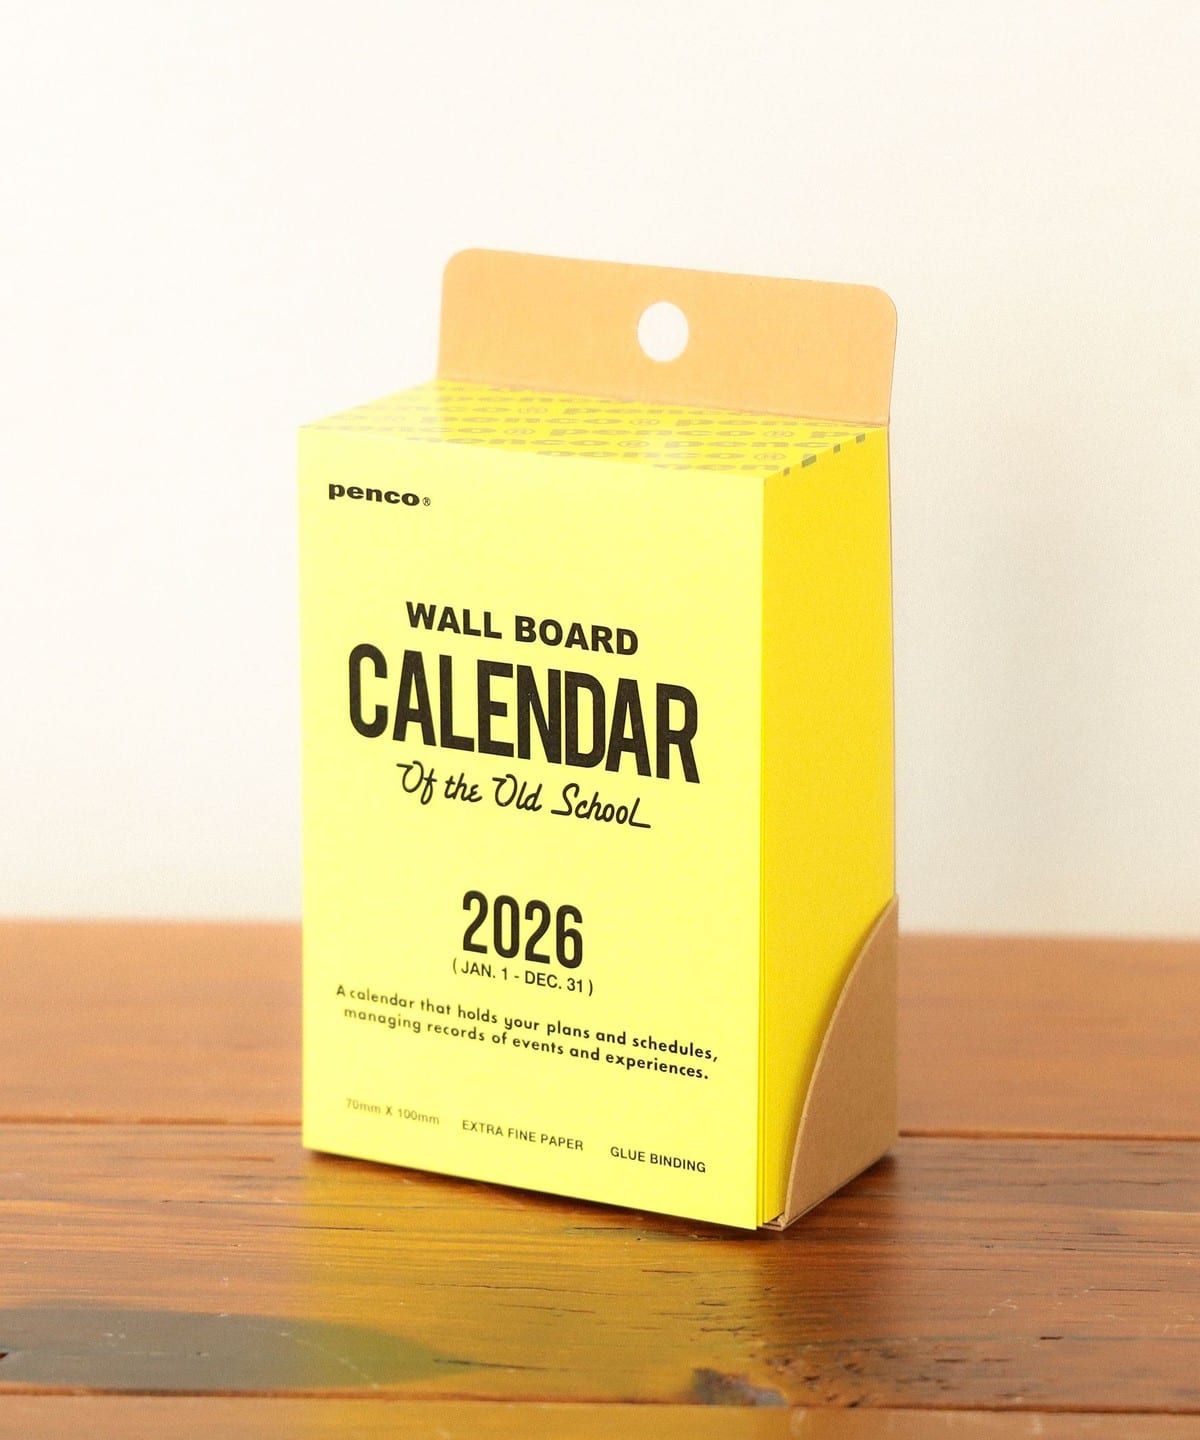 penco®
WALL BOARD
CALENDAR
Of the Old School
2026
(JAN. 1 - DEC. 31)
A calendar that holds your plans and schedules,
managing records of events and experiences.
70mm X 100mm EXTRA FINE PAPER GLUE BINDING